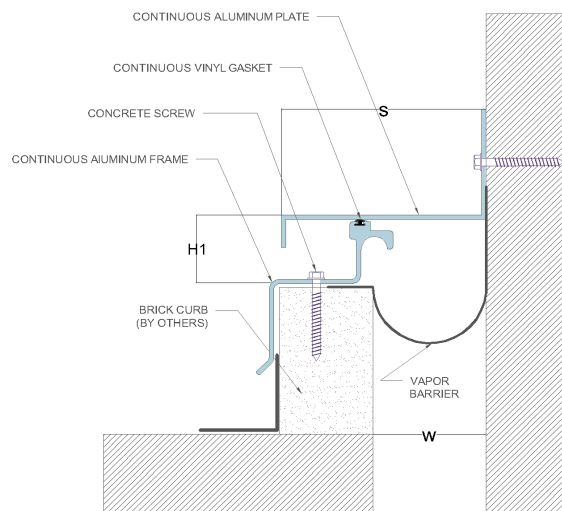 CONTINUOUS ALUMINUM PLATE
CONTINUOUS VINYL GASKET
S
CONCRETE SCREW
CONTINUOUS AIUMINUM FRAME
H1
BRICK CURB
(BY OTHERS)
VAPOR
BARRIER
W